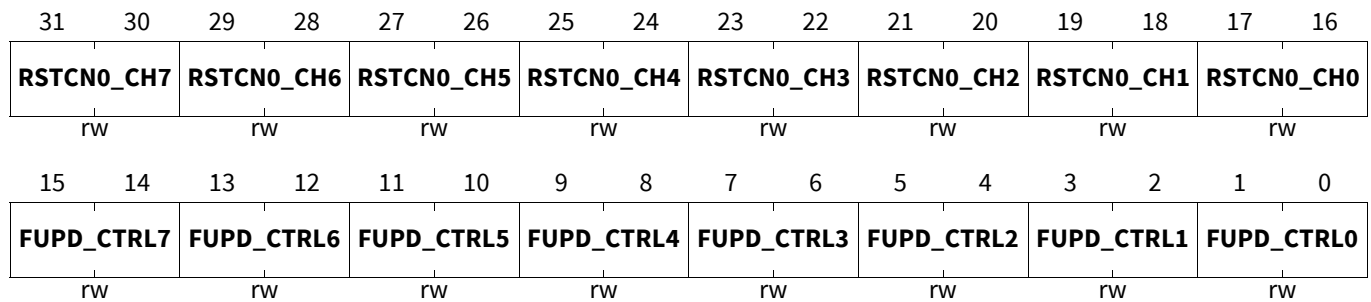 31 30 29 28 27 26 25 24 23 22 21 20 19 18 17 16
RSTCN0_CH7 RSTCN0_CH6 RSTCN0_CH5 RSTCN0_CH4 RSTCN0_CH3 RSTCN0_CH2 RSTCN0_CH1 RSTCN0_CH0
rw rw rw rw rw rw rw rw
15 14 13 12 11 10 9 8 7 6 5 4 3 2 1 0
FUPD_CTRL7 FUPD_CTRL6 FUPD_CTRL5 FUPD_CTRL4 FUPD_CTRL3 FUPD_CTRL2 FUPD_CTRL1 FUPD_CTRL0
rw rw rw rw rw rw rw rw